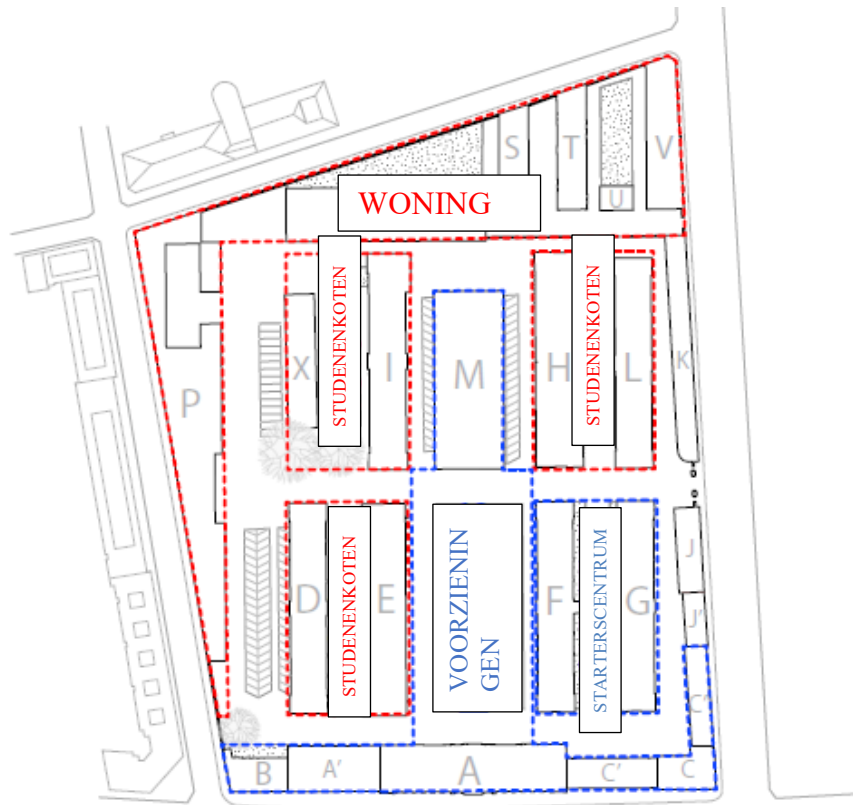 S
T
V
U
WONING
STUDENENKOTEN
STUDENENKOTEN
X
I
M
H
L
K
P
D
STUDENENKOTEN
E
VOORZIENIN
GEN
F
STARTERSCENTRUM
G
J
J'
C"
B
A'
A
C'
C